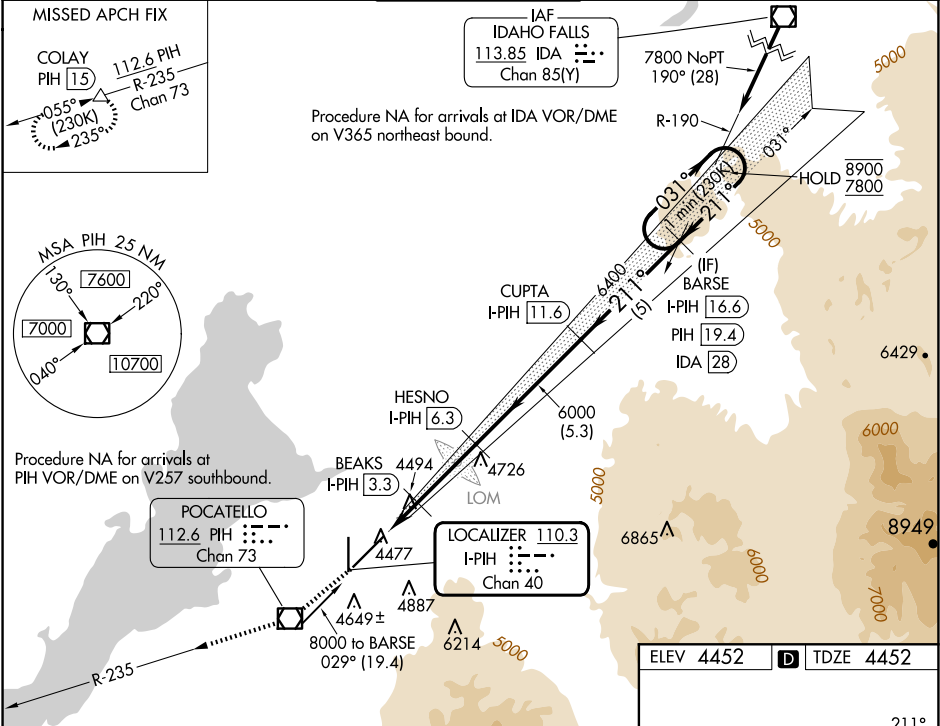 MISSED APCH FIX
COLAY
PIH 15
112.6 PIH
R-235
Chan 73
055°
(230K)
235°
IAF
IDAHO FALLS
113.85 IDA
Chan 85(Y)
7800 NoPT
190° (28)
R-190
5000
Procedure NA for arrivals at IDA VOR/DME
on V365 northeast bound.
031°
HOLD 8900
7800
031°
1 min (230K)
211°
5000
MSA PIH 25 NM
130°
7600
220°
7000
040°
10700
6400
211°
(5)
(IF)
BARSE
I-PIH 16.6
PIH 19.4
IDA 28
CUPTA
I-PIH 11.6
6429
HESNO
I-PIH 6.3
6000
(5.3)
6000
Procedure NA for arrivals at
PIH VOR/DME on V257 southbound.
BEAKS
I-PIH 3.3
4494
4726
LOM
5000
POCATELLO
112.6 PIH
Chan 73
4477
LOCALIZER 110.3
I-PIH
Chan 40
6865
8949
6000
7000
4649±
4887
6214
5000
8000 to BARSE
029° (19.4)
R-235
ELEV 4452
D
TDZE 4452
211°